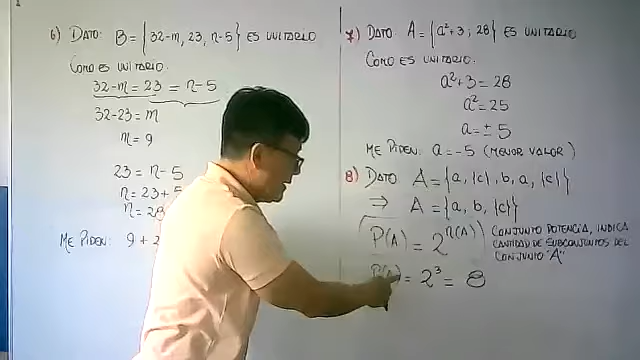 6) DATO: B = {32-m, 23, n-5} ES UNITARIO
COMO ES UNITARIO.
32-m = 23 = n-5
32-23 = m
m = 9
23 = n-5
n = 23+5
n = 28
ME PIDEN: 9 + 2
7) DATO: A = {a²+3; 28} ES UNITARIO
COMO ES UNITARIO.
a²+3 = 28
a² = 25
a = ± 5
ME PIDEN: a = -5 (MENOR VALOR)
8) DATO: A = {a, {c}, b, a, {c}}
⇒ A = {a, b, {c}}
P(A) = 2^n(A)
CONJUNTO POTENCIA, INDICA
CANTIDAD DE SUBCONJUNTOS DEL
CONJUNTO "A"
P(A) = 2³ = 8